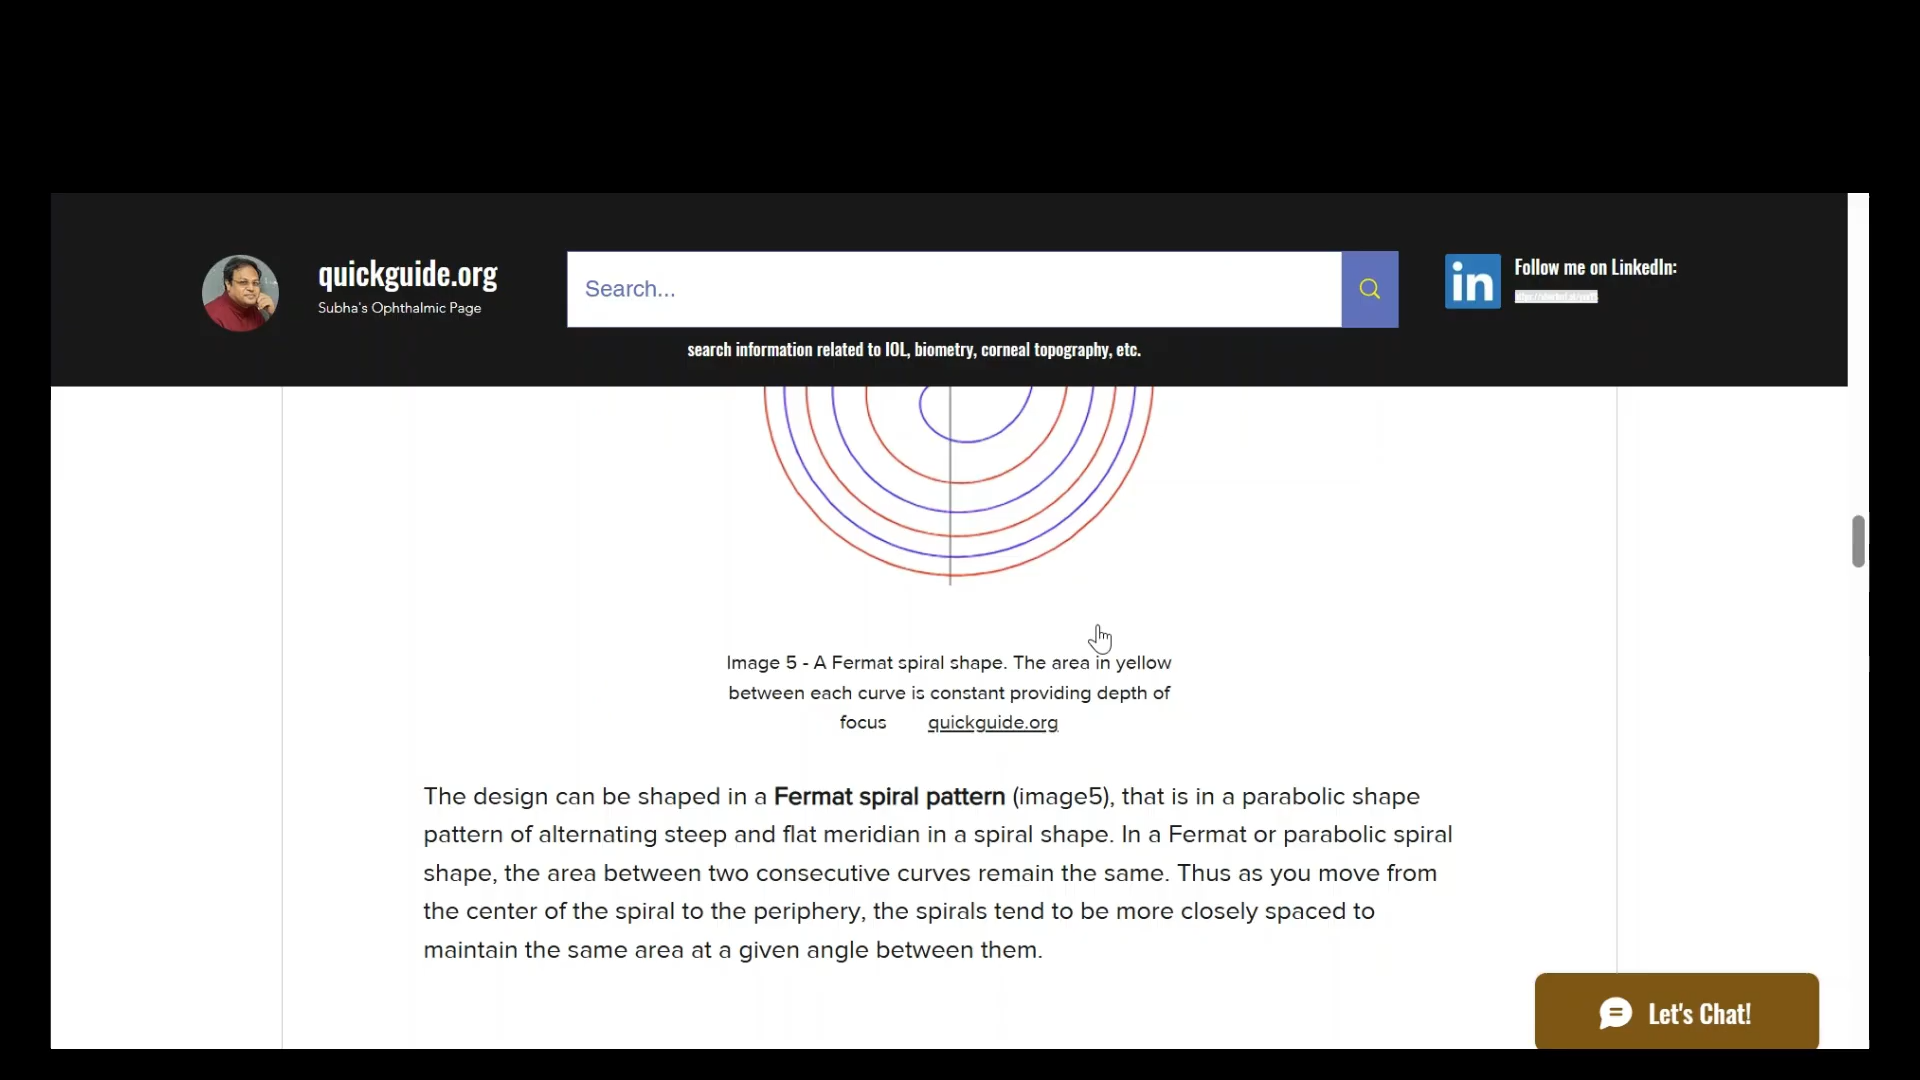 quickguide.org
Subha's Ophthalmic Page
Search...
search information related to IOL, biometry, corneal topography, etc.
in
Follow me on LinkedIn:
Image 5 - A Fermat spiral shape. The area in yellow
between each curve is constant providing depth of
focus quickguide.org
The design can be shaped in a Fermat spiral pattern (image5), that is in a parabolic shape
pattern of alternating steep and flat meridian in a spiral shape. In a Fermat or parabolic spiral
shape, the area between two consecutive curves remain the same. Thus as you move from
the center of the spiral to the periphery, the spirals tend to be more closely spaced to
maintain the same area at a given angle between them.
Let's Chat!